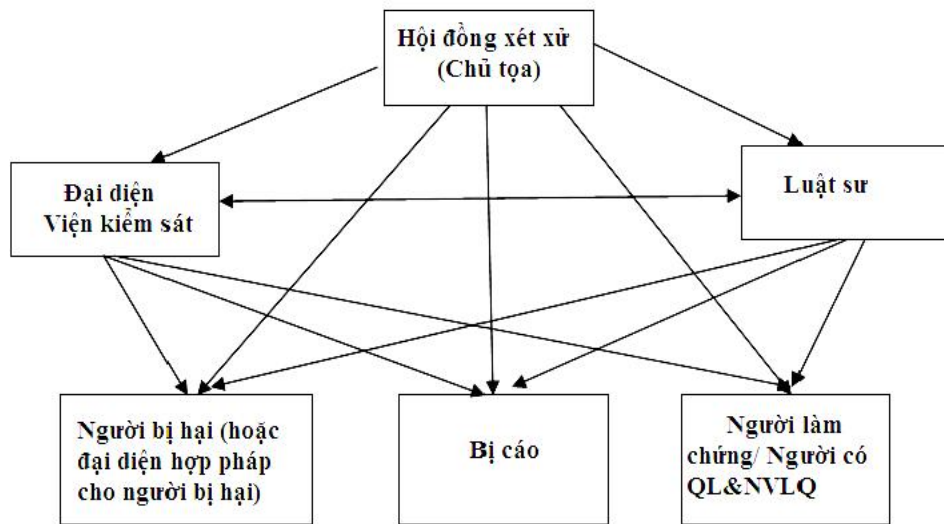 Hội đồng xét xử
(Chủ tọa)
Đại diện
Viện kiểm sát
Luật sư
Người bị hại (hoặc
đại diện hợp pháp
cho người bị hại)
Bị cáo
Người làm
chứng/ Người có
QL&NVLQ